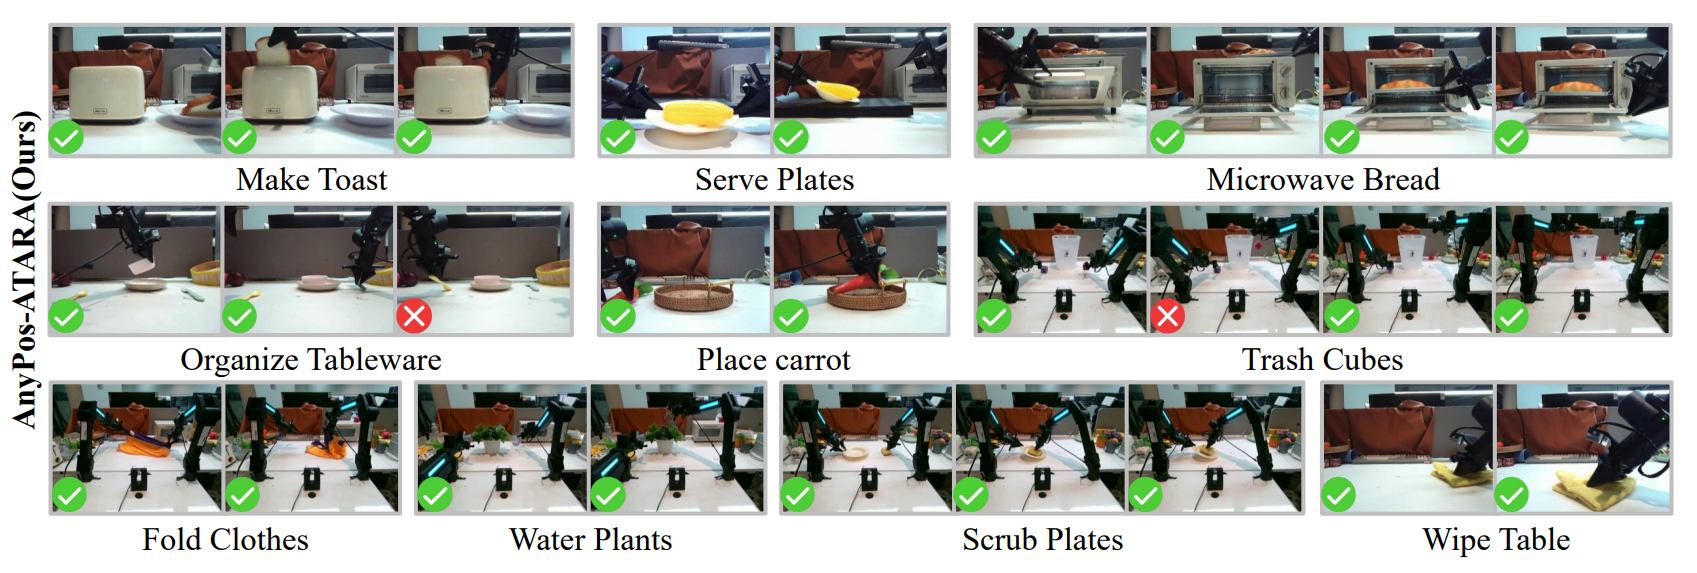 AnyPos-ATARA(Ours)
Make Toast
Serve Plates
Microwave Bread
Organize Tableware
Place carrot
Trash Cubes
Fold Clothes
Water Plants
Scrub Plates
Wipe Table